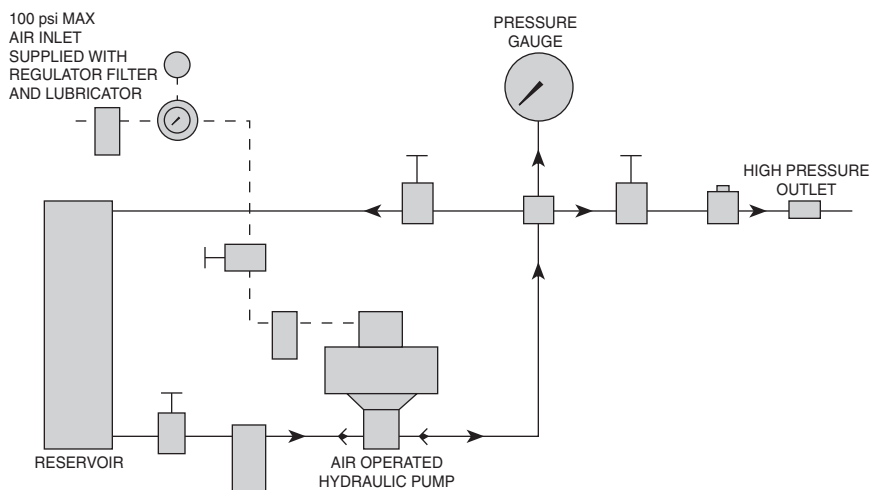 100 psi MAX
AIR INLET
SUPPLIED WITH
REGULATOR FILTER
AND LUBRICATOR
PRESSURE
GAUGE
HIGH PRESSURE
OUTLET
RESERVOIR
AIR OPERATED
HYDRAULIC PUMP